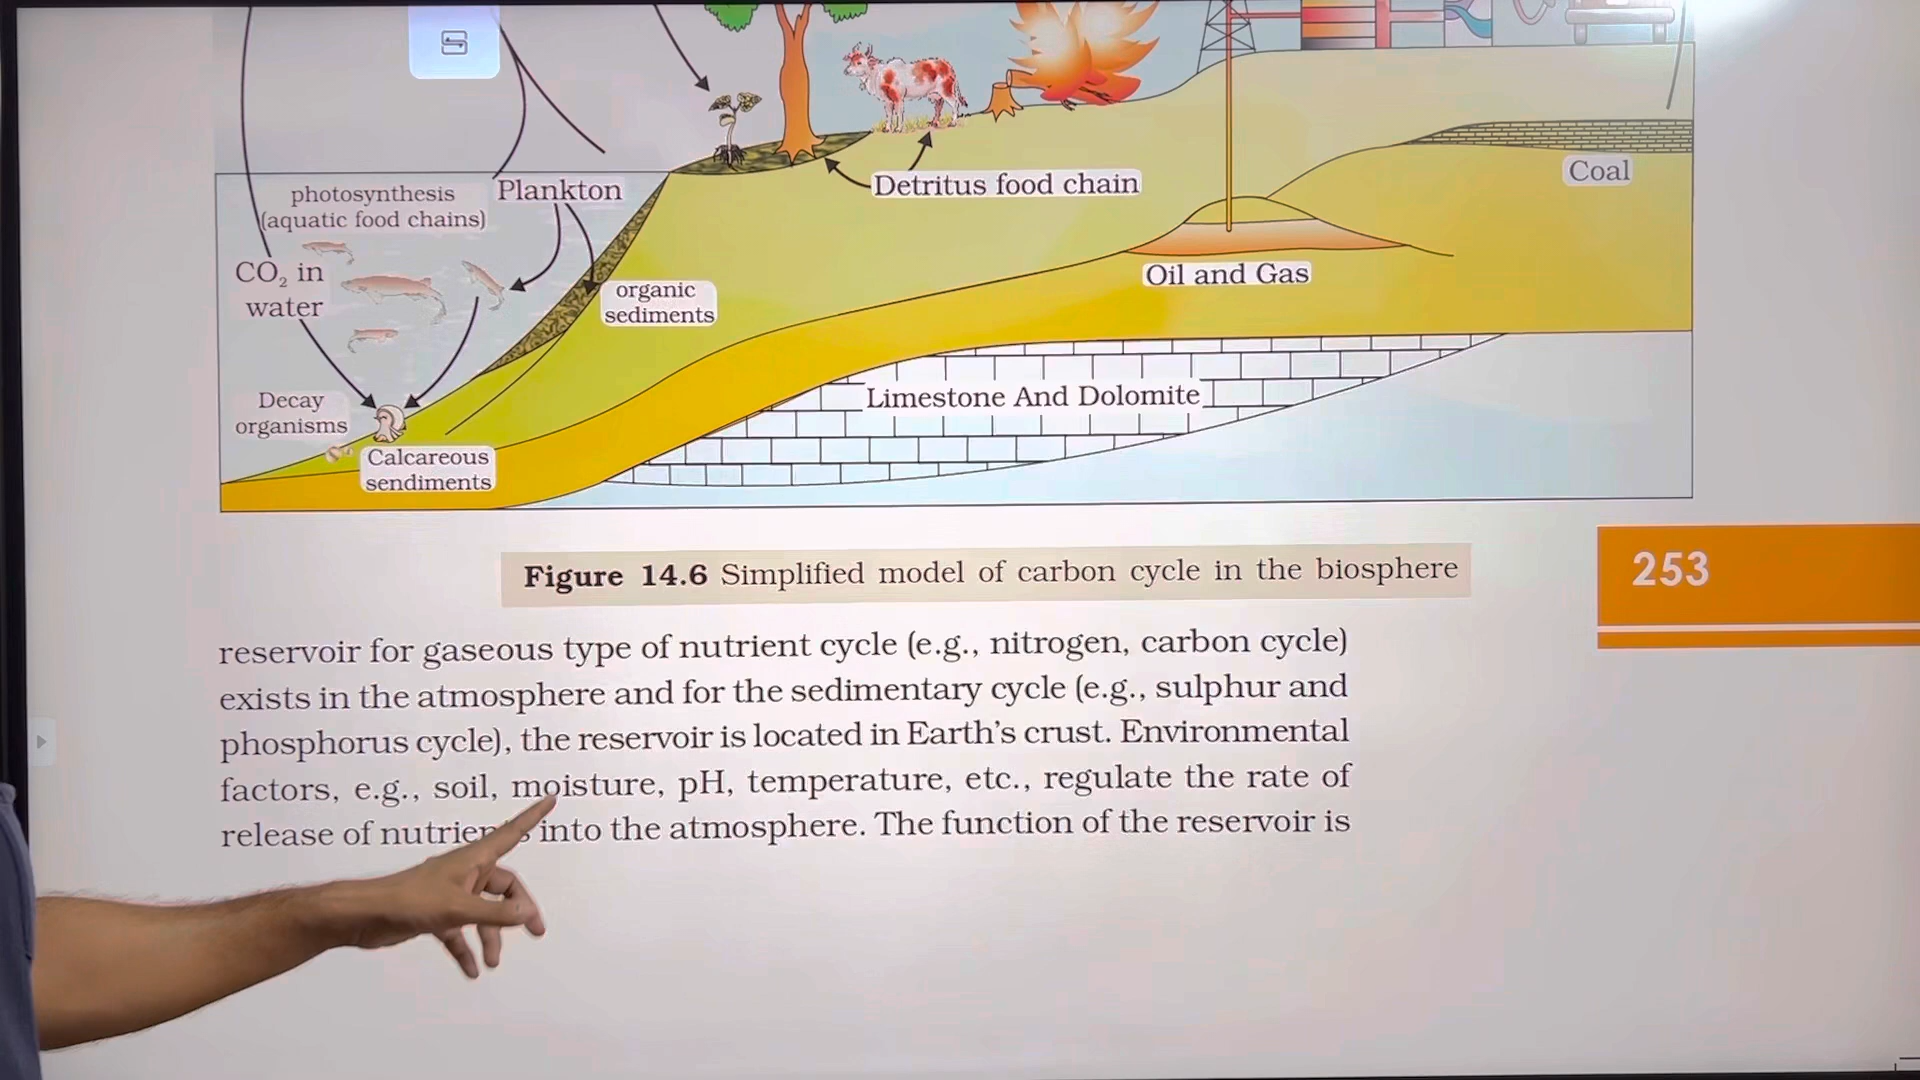 photosynthesis
(aquatic food chains)
Plankton
Detritus food chain
Coal
CO₂ in
water
organic
sediments
Oil and Gas
Limestone And Dolomite
Decay
organisms
Calcareous
sendiments
Figure 14.6 Simplified model of carbon cycle in the biosphere
253
reservoir for gaseous type of nutrient cycle (e.g., nitrogen, carbon cycle)
exists in the atmosphere and for the sedimentary cycle (e.g., sulphur and
phosphorus cycle), the reservoir is located in Earth's crust. Environmental
factors, e.g., soil, moisture, pH, temperature, etc., regulate the rate of
release of nutrients into the atmosphere. The function of the reservoir is